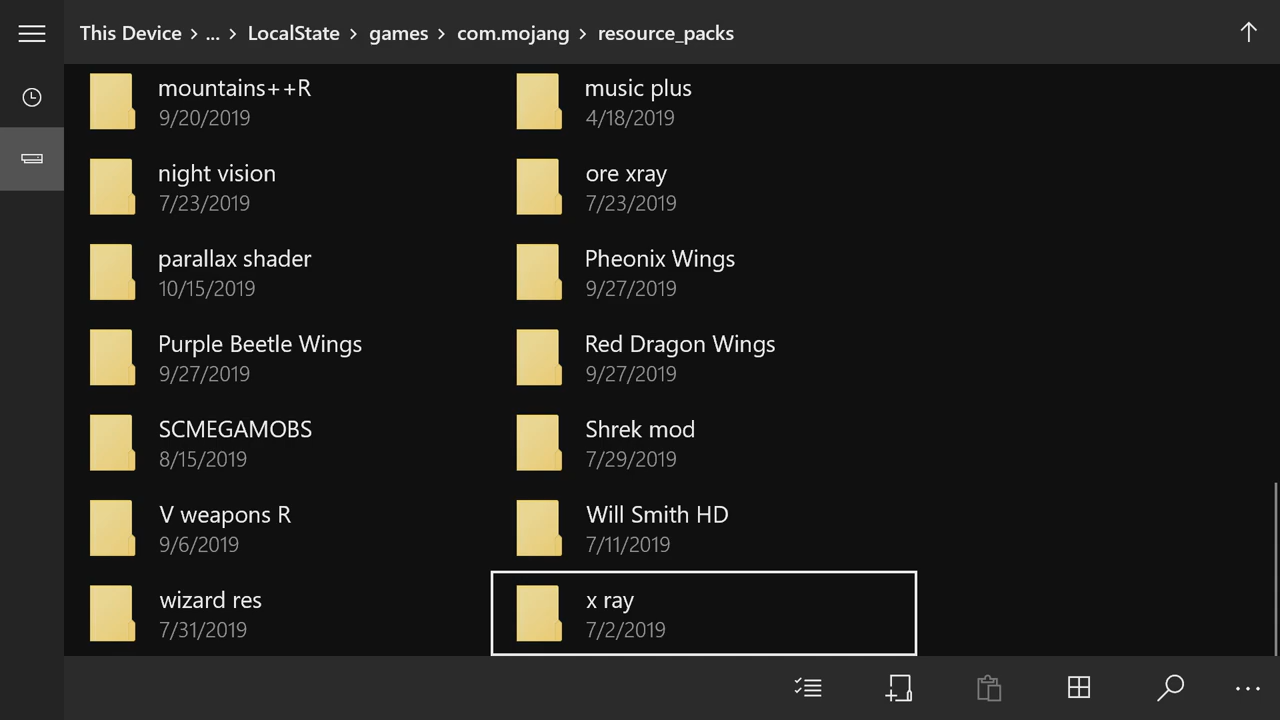 This Device > ... > LocalState > games > com.mojang > resource_packs
mountains++R
9/20/2019
music plus
4/18/2019
night vision
7/23/2019
ore xray
7/23/2019
parallax shader
10/15/2019
Pheonix Wings
9/27/2019
Purple Beetle Wings
9/27/2019
Red Dragon Wings
9/27/2019
SCMEGAMOBS
8/15/2019
Shrek mod
7/29/2019
V weapons R
9/6/2019
Will Smith HD
7/11/2019
wizard res
7/31/2019
x ray
7/2/2019